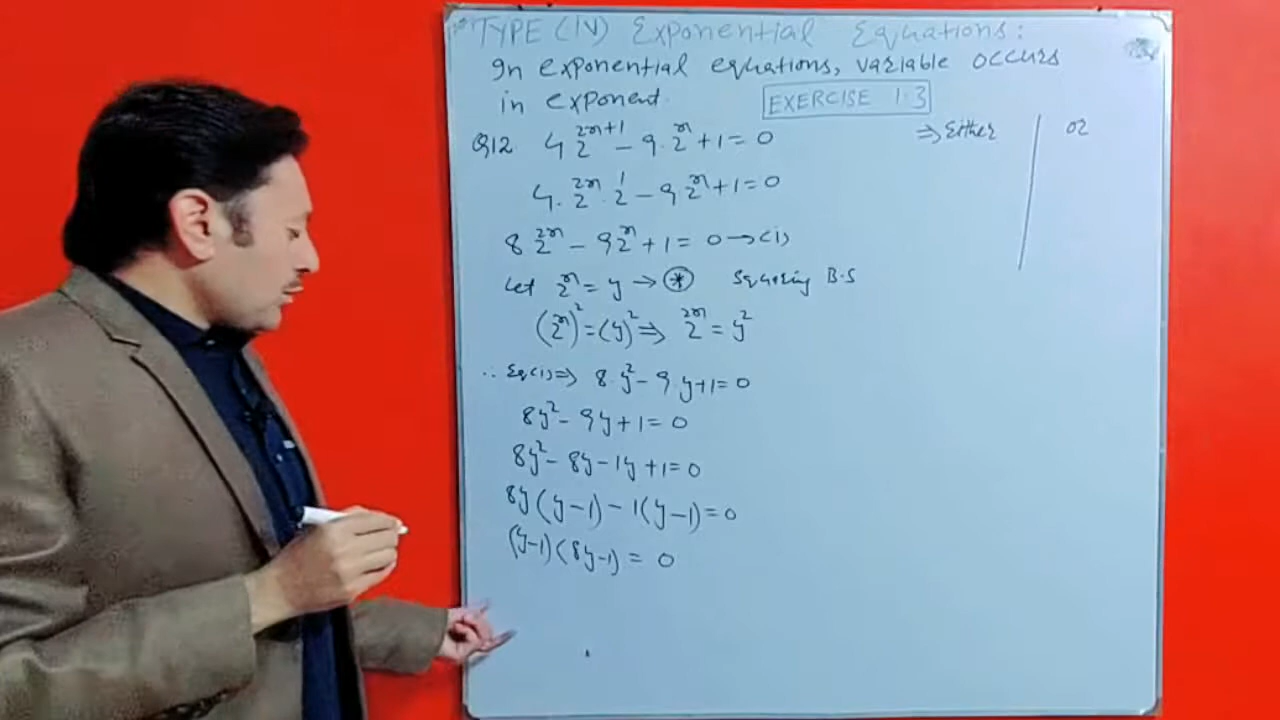 TYPE (IV) Exponential Equations:
In exponential equations, variable occurs
in exponent.
EXERCISE 1.3
Q12 4 2^{2x+1} - 9.2^x + 1 = 0
4. 2^{2x} . 2^1 - 9 2^x + 1 = 0
8 2^{2x} - 9 2^x + 1 = 0 → (i)
Let 2^x = y → (*) Squaring B.S
(2^x)^2 = (y)^2 ⇒ 2^{2x} = y^2
∴ Eq(i) ⇒ 8.y^2 - 9.y + 1 = 0
8y^2 - 9y + 1 = 0
8y^2 - 8y - 1y + 1 = 0
8y(y-1) - 1(y-1) = 0
(y-1)(8y-1) = 0
⇒ Either or